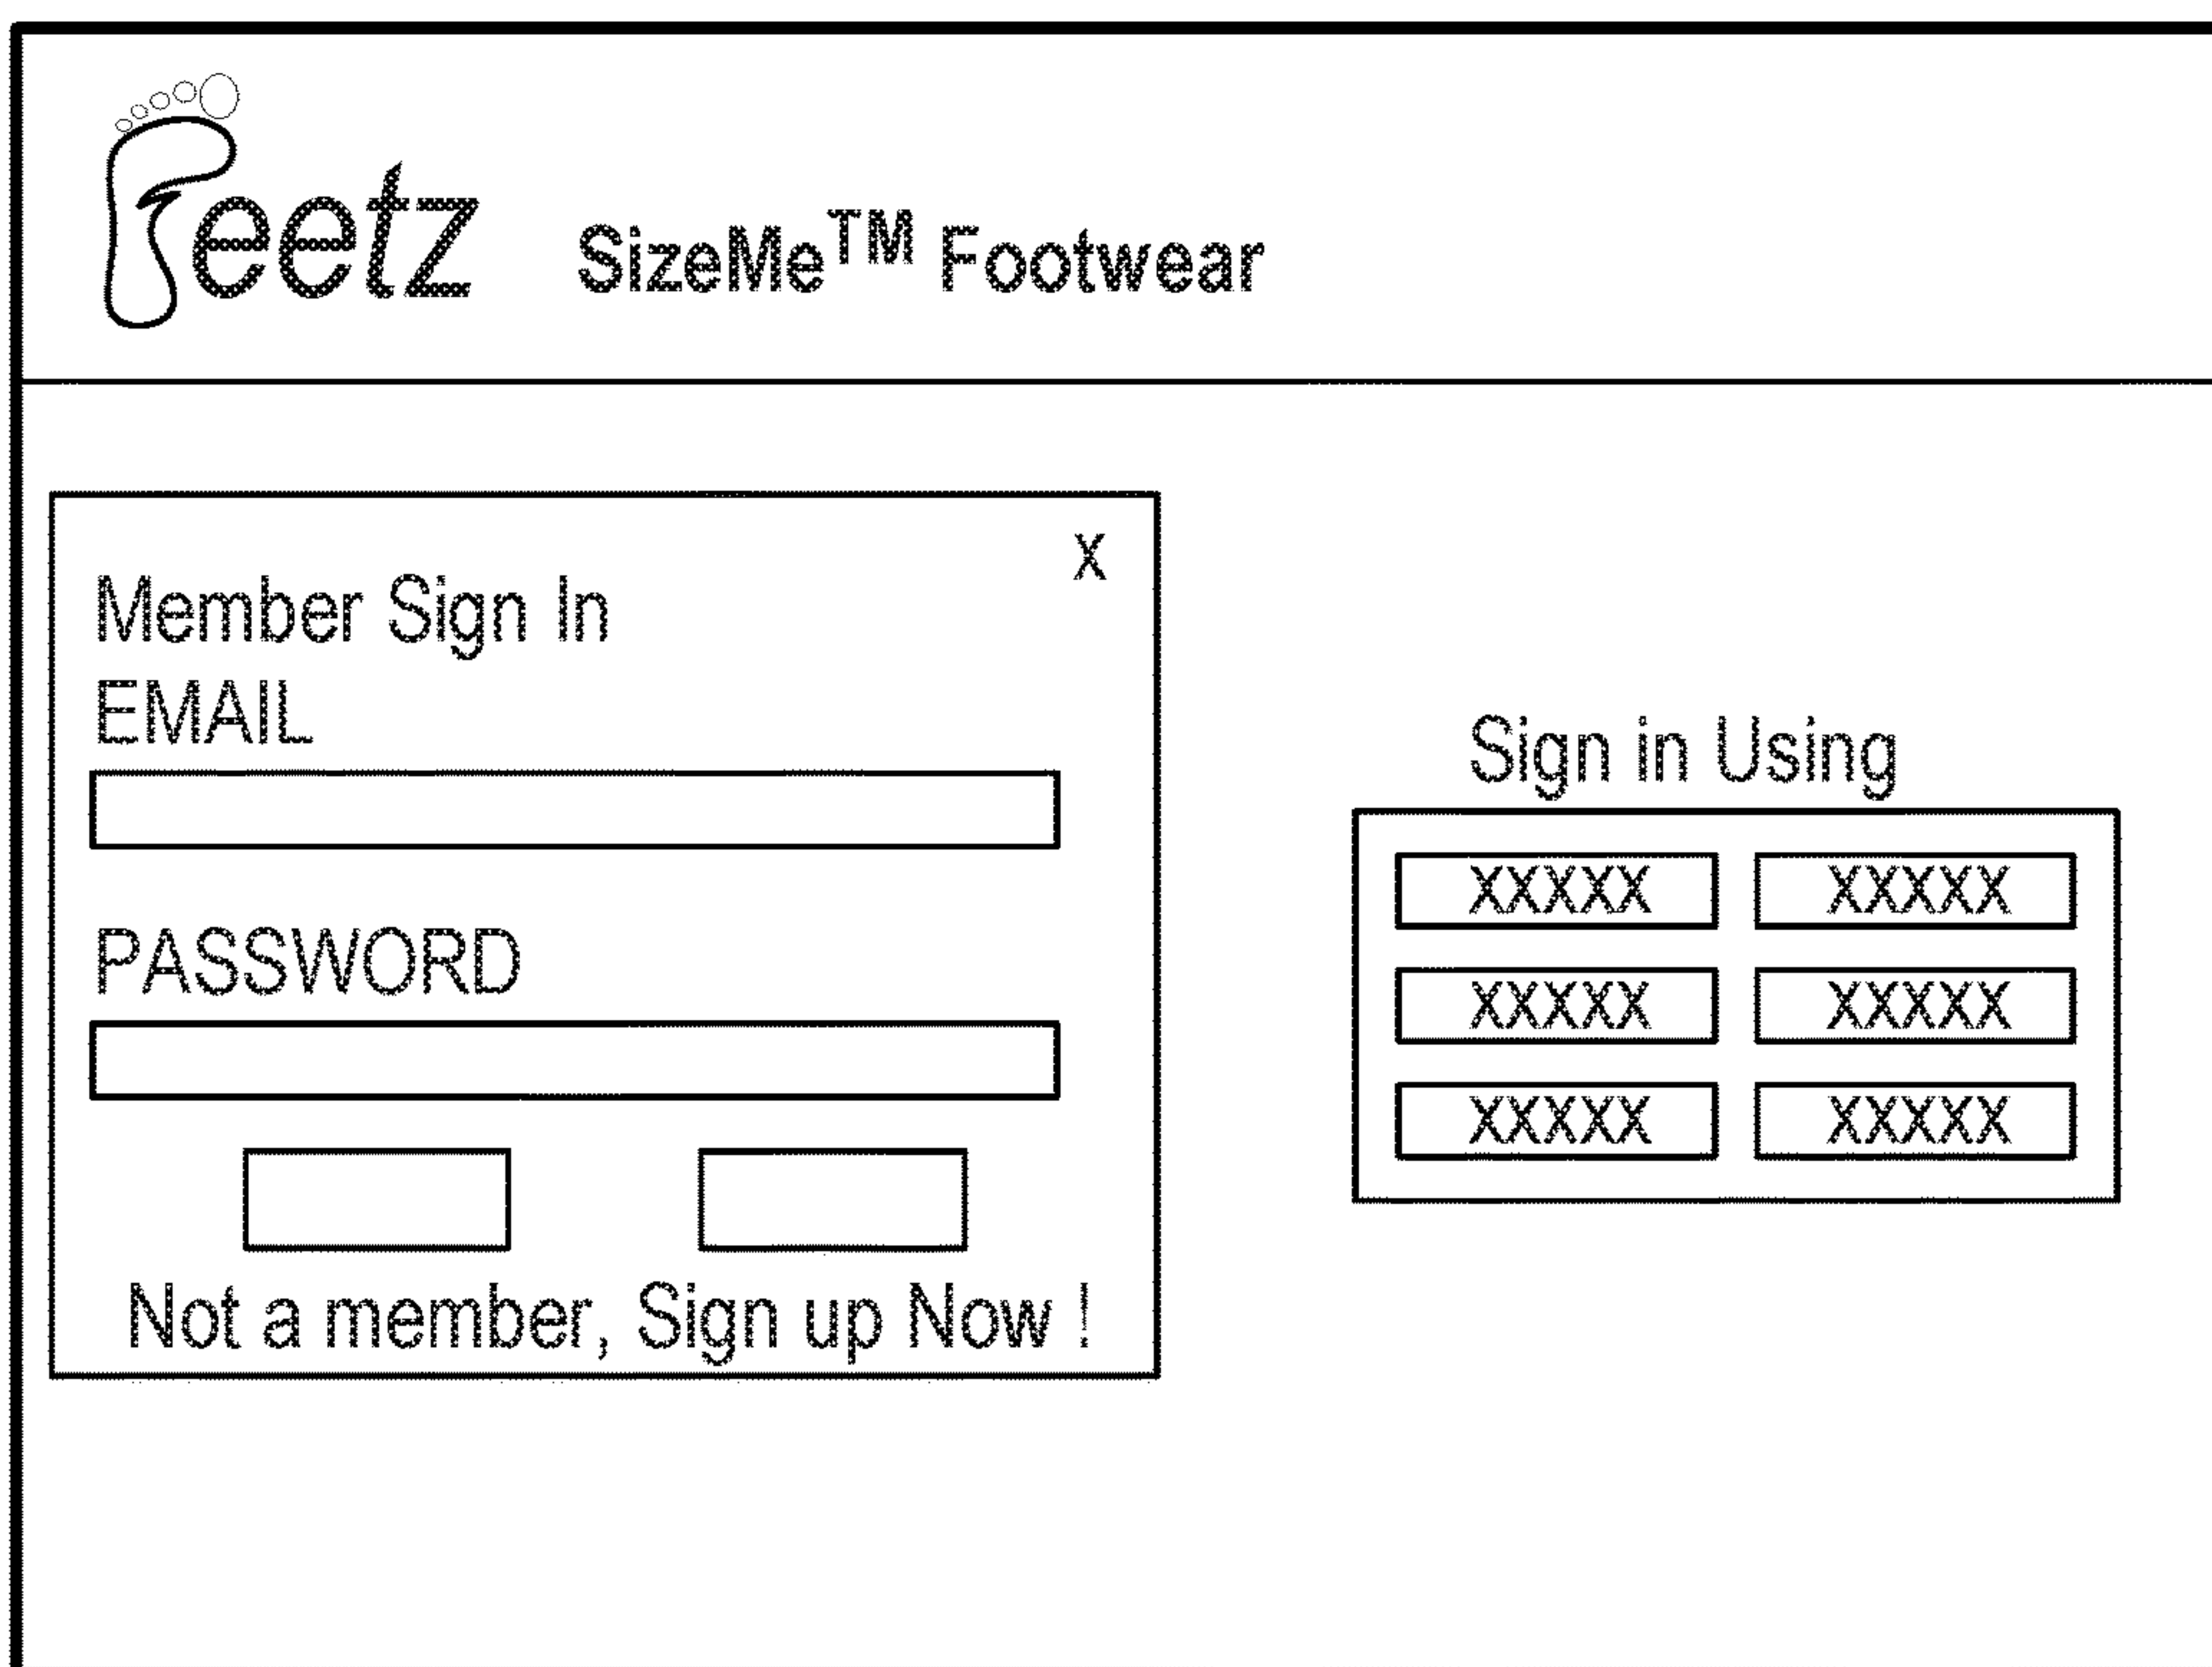 Feetz SizeMe™ Footwear
X
Member Sign In
EMAIL
PASSWORD
Not a member, Sign up Now !
Sign in Using
XXXXX XXXXX
XXXXX XXXXX
XXXXX XXXXX